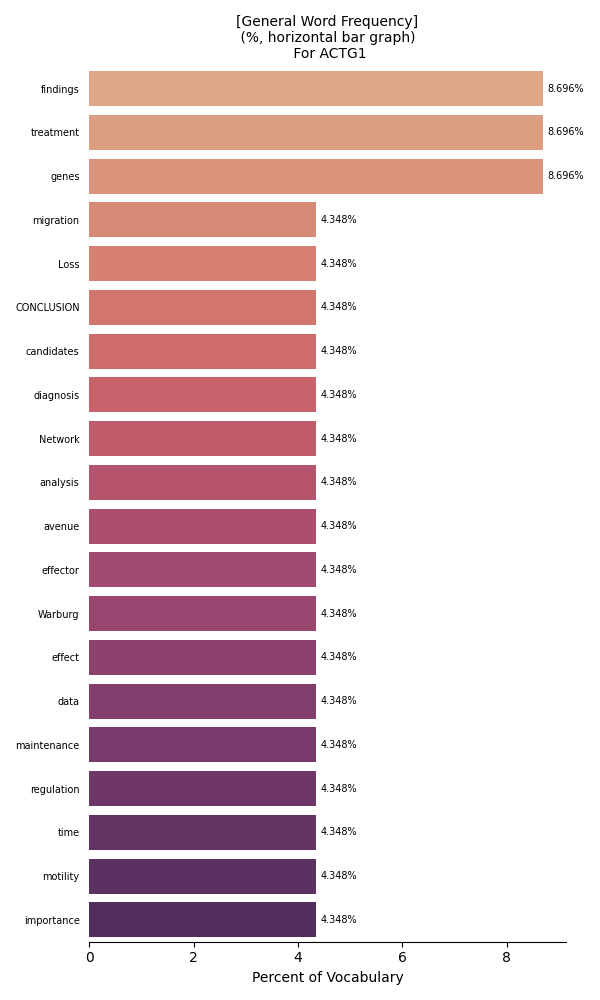 [General Word Frequency]
(%, horizontal bar graph)
For ACTG1
findings 8.696%
treatment 8.696%
genes 8.696%
migration 4.348%
Loss 4.348%
CONCLUSION 4.348%
candidates 4.348%
diagnosis 4.348%
Network 4.348%
analysis 4.348%
avenue 4.348%
effector 4.348%
Warburg 4.348%
effect 4.348%
data 4.348%
maintenance 4.348%
regulation 4.348%
time 4.348%
motility 4.348%
importance 4.348%
0 2 4 6 8
Percent of Vocabulary